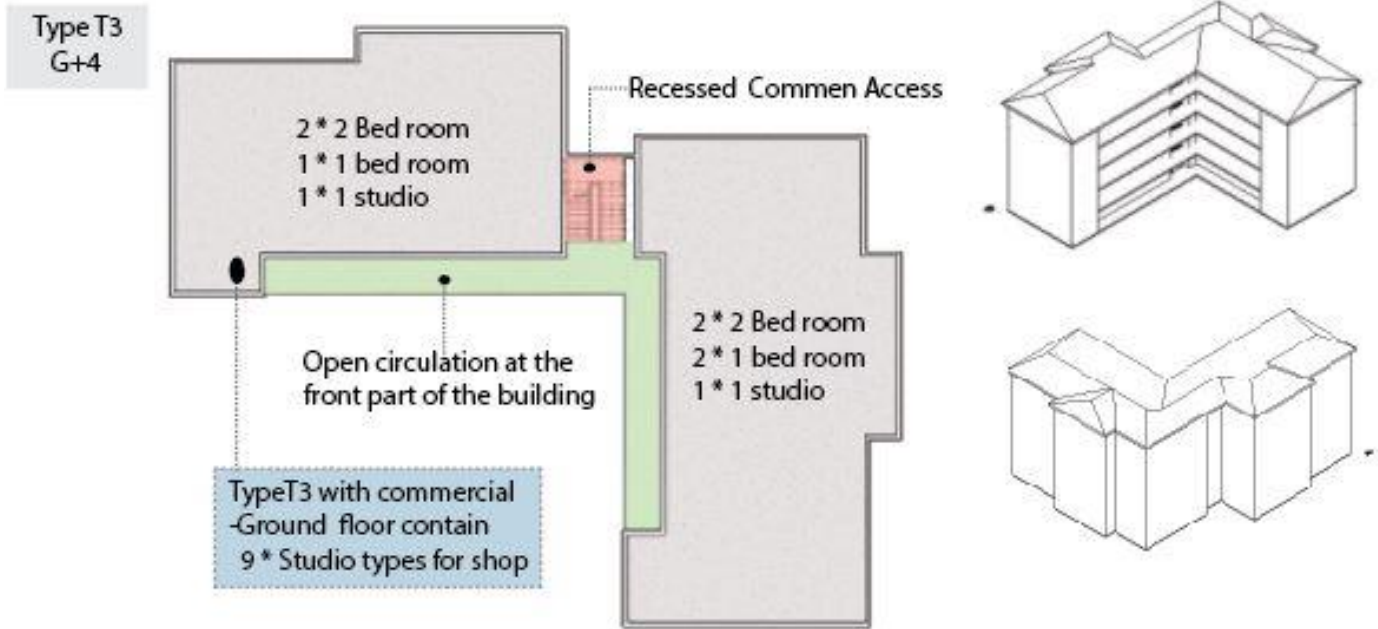 Type T3
G+4
Recessed Commen Access
2 * 2 Bed room
1 * 1 bed room
1 * 1 studio
2 * 2 Bed room
2 * 1 bed room
1 * 1 studio
Open circulation at the
front part of the building
TypeT3 with commercial
-Ground floor contain
9 * Studio types for shop